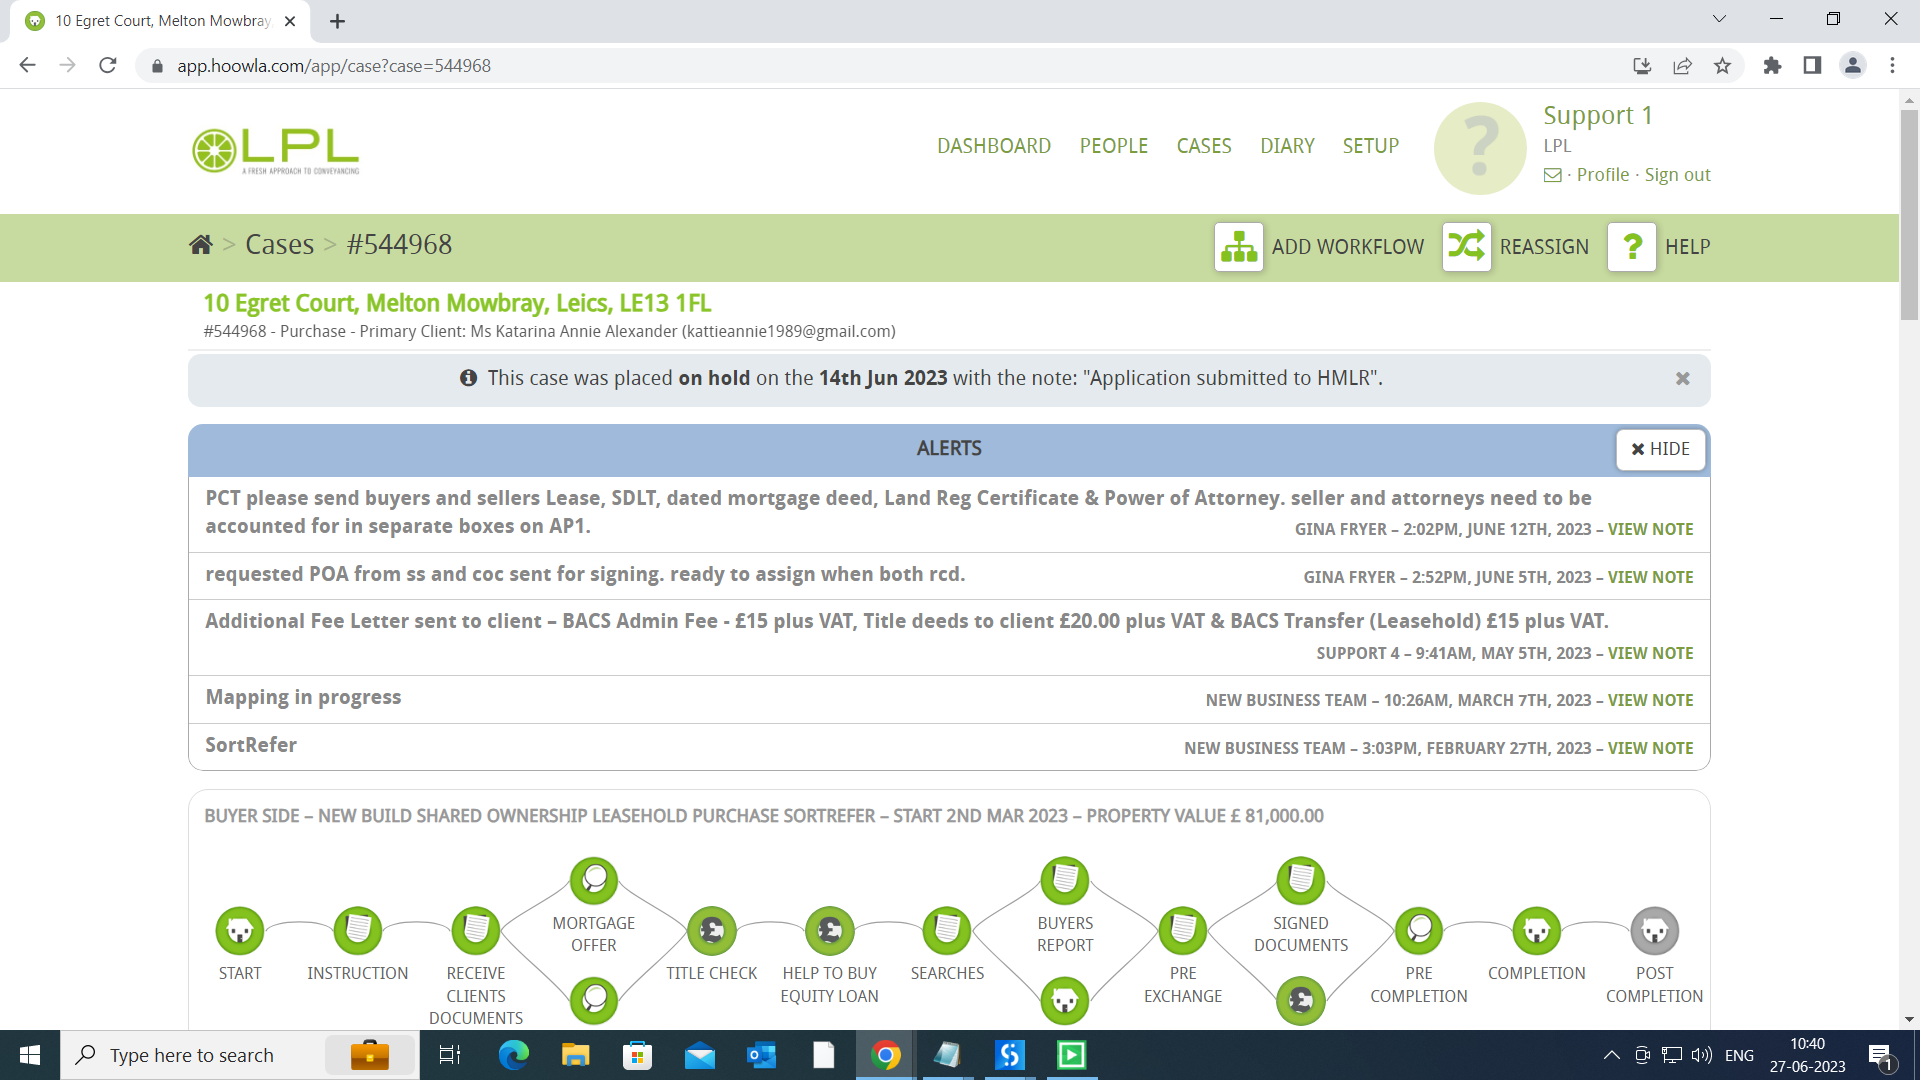 10 Egret Court, Melton Mowbray,
app.hoowla.com/app/case?case=544968
LPL
A FRESH APPROACH TO CONVEYANCING
DASHBOARD PEOPLE CASES DIARY SETUP
?
Support 1
LPL
· Profile · Sign out
> Cases > #544968
ADD WORKFLOW REASSIGN ? HELP
10 Egret Court, Melton Mowbray, Leics, LE13 1FL
#544968 - Purchase - Primary Client: Ms Katarina Annie Alexander (kattieannie1989@gmail.com)
This case was placed on hold on the 14th Jun 2023 with the note: "Application submitted to HMLR".
ALERTS
HIDE
PCT please send buyers and sellers Lease, SDLT, dated mortgage deed, Land Reg Certificate & Power of Attorney. seller and attorneys need to be
accounted for in separate boxes on AP1.
GINA FRYER – 2:02PM, JUNE 12TH, 2023 – VIEW NOTE
requested POA from ss and coc sent for signing. ready to assign when both rcd.
GINA FRYER – 2:52PM, JUNE 5TH, 2023 – VIEW NOTE
Additional Fee Letter sent to client – BACS Admin Fee - £15 plus VAT, Title deeds to client £20.00 plus VAT & BACS Transfer (Leasehold) £15 plus VAT.
SUPPORT 4 – 9:41AM, MAY 5TH, 2023 – VIEW NOTE
Mapping in progress
NEW BUSINESS TEAM – 10:26AM, MARCH 7TH, 2023 – VIEW NOTE
SortRefer
NEW BUSINESS TEAM – 3:03PM, FEBRUARY 27TH, 2023 – VIEW NOTE
BUYER SIDE – NEW BUILD SHARED OWNERSHIP LEASEHOLD PURCHASE SORTREFER – START 2ND MAR 2023 – PROPERTY VALUE £ 81,000.00
START
INSTRUCTION
RECEIVE
CLIENTS
DOCUMENTS
MORTGAGE
OFFER
TITLE CHECK
HELP TO BUY
EQUITY LOAN
SEARCHES
BUYERS
REPORT
PRE
EXCHANGE
SIGNED
DOCUMENTS
PRE
COMPLETION
COMPLETION
POST
COMPLETION
Type here to search
ENG
10:40
27-06-2023
1